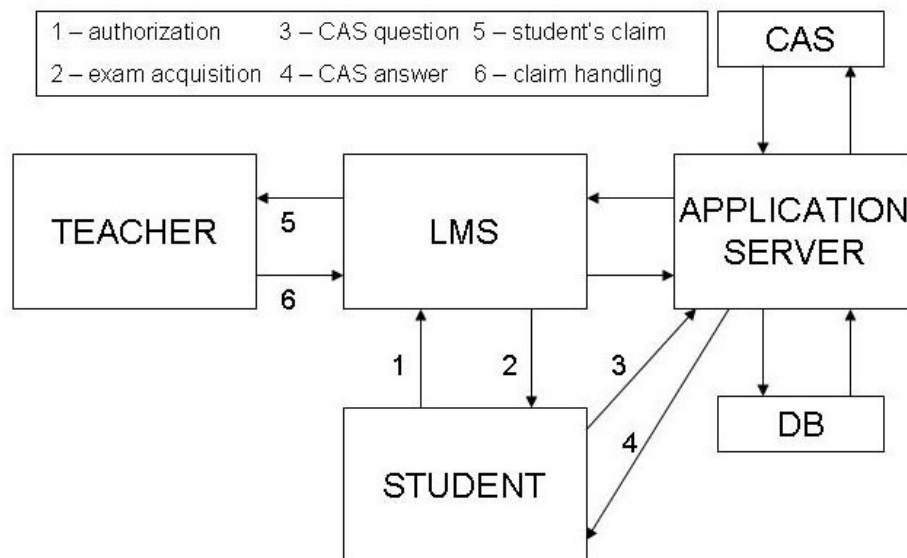 1 – authorization 3 – CAS question 5 – student's claim
2 – exam acquisition 4 – CAS answer 6 – claim handling
CAS
TEACHER
5
6
LMS
APPLICATION
SERVER
1
2
3
4
STUDENT
DB